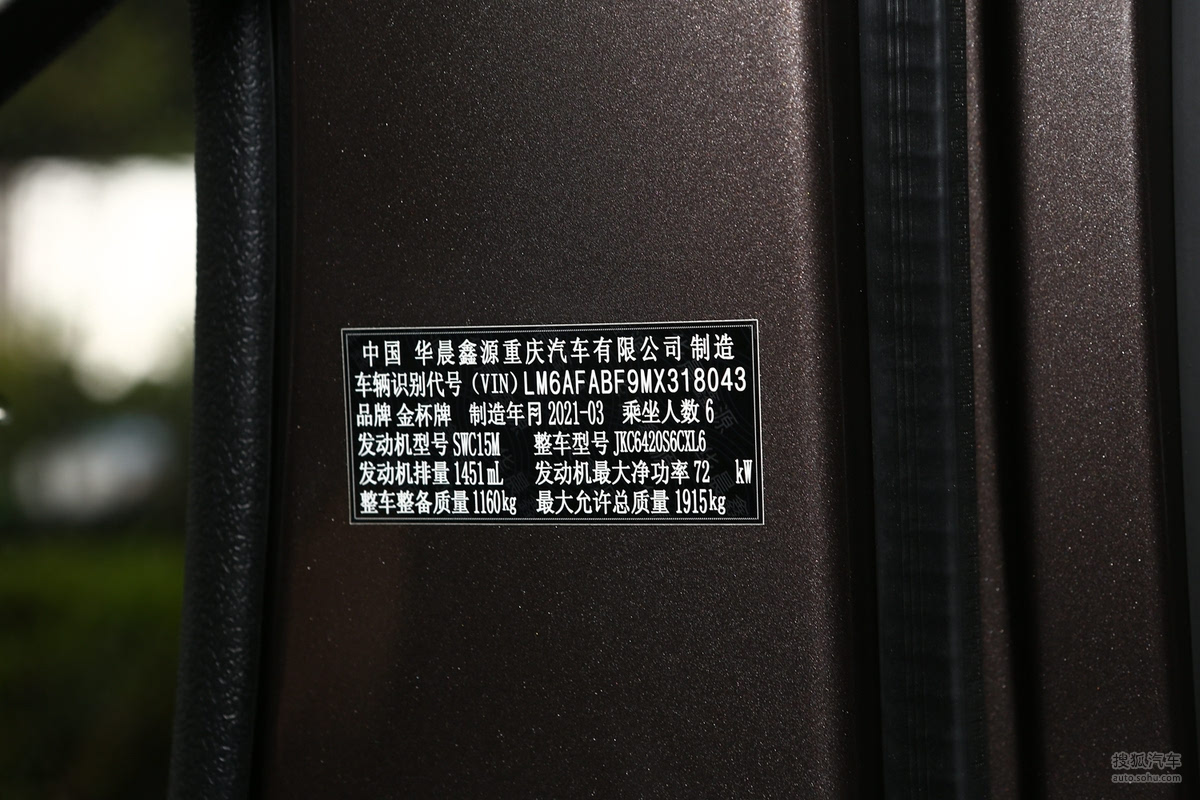 中国 华晨鑫源重庆汽车有限公司 制造
车辆识别代号 (VIN) LM6AFABF9MX318043
品牌 金杯牌 制造年月 2021-03 乘坐人数 6
发动机型号 SWC15M 整车型号 JKC6420S6CXL6
发动机排量 1451mL 发动机最大净功率 72 kW
整车整备质量 1160kg 最大允许总质量 1915kg
搜狐汽车
auto.sohu.com